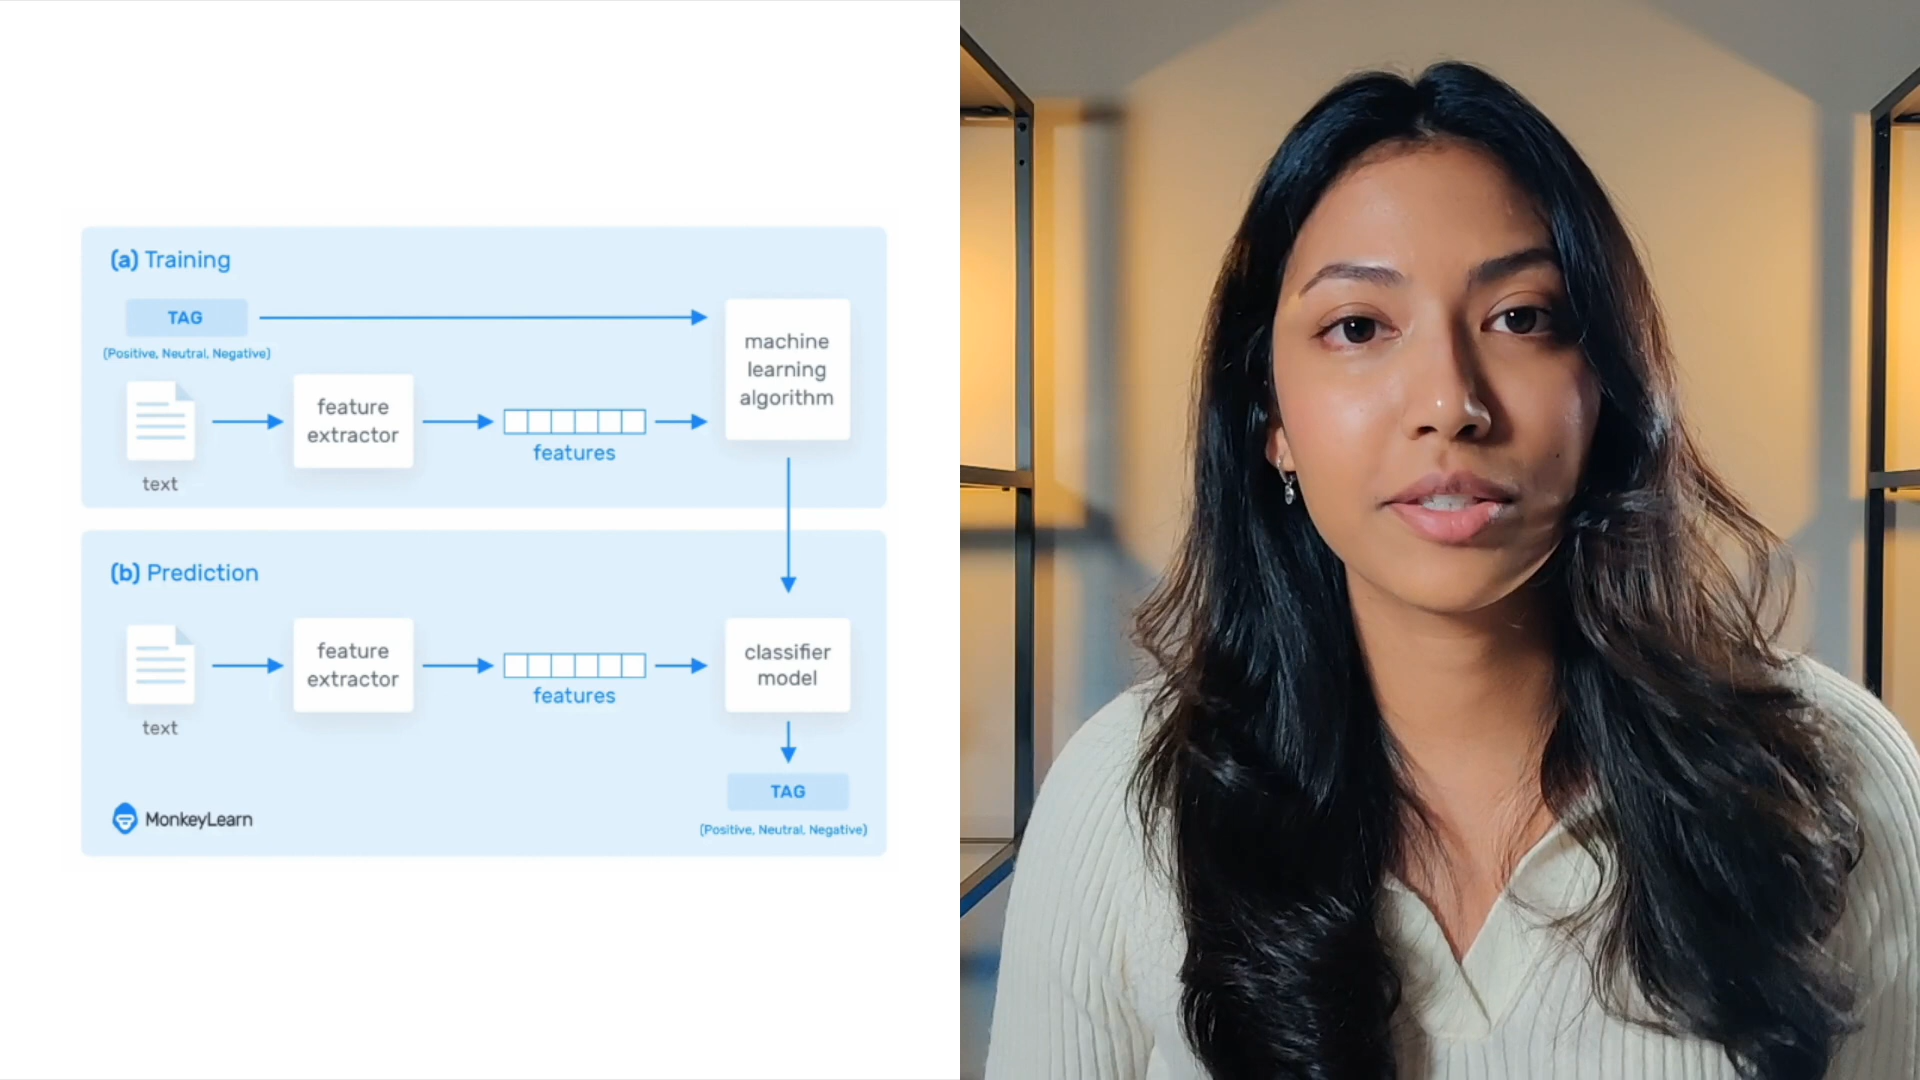 (a) Training
TAG
(Positive, Neutral, Negative)
text
feature
extractor
features
machine
learning
algorithm
(b) Prediction
text
feature
extractor
features
classifier
model
TAG
(Positive, Neutral, Negative)
MonkeyLearn